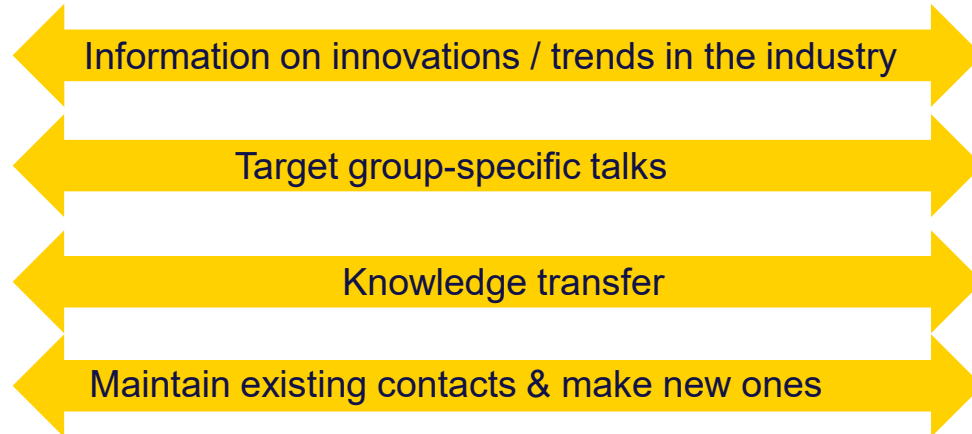 Information on innovations / trends in the industry
Target group-specific talks
Knowledge transfer
Maintain existing contacts & make new ones